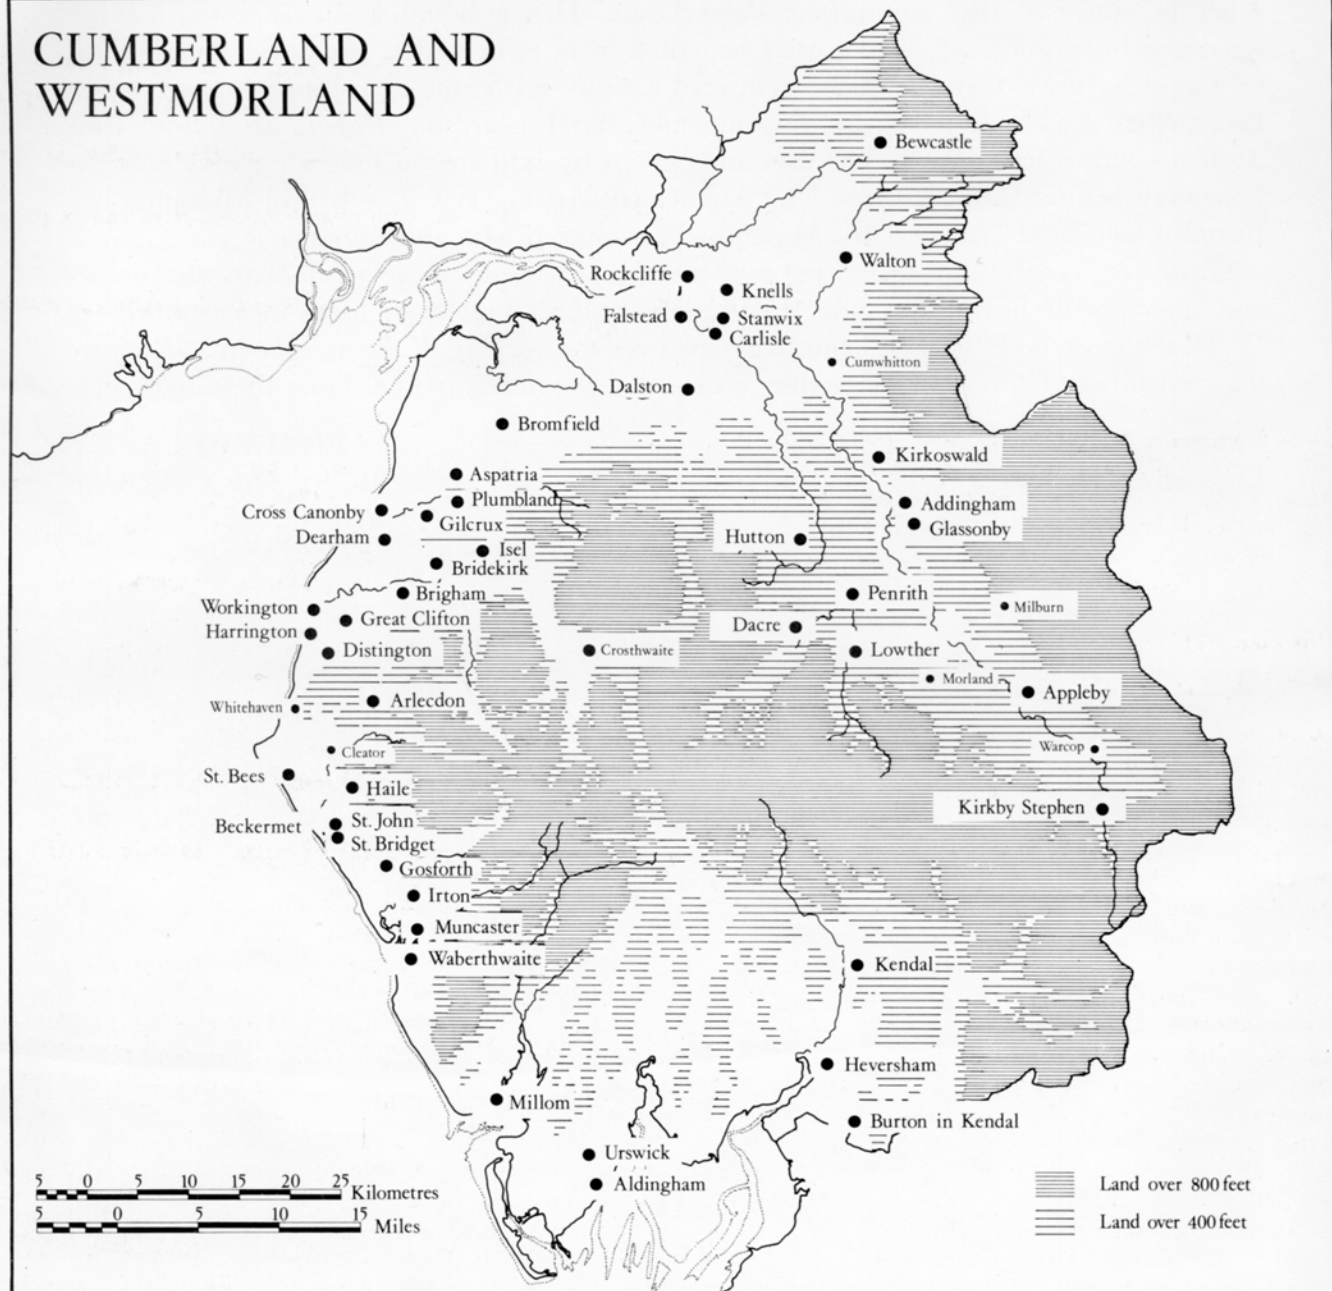 CUMBERLAND AND
WESTMORLAND
Bewcastle
Walton
Rockcliffe
Knells
Falstead
Stanwix
Carlisle
Cumwhitton
Dalston
Bromfield
Kirkoswald
Aspatria
Plumbland
Addingham
Cross Canonby
Gilcrux
Glassonby
Dearham
Hutton
Isel
Bridekirk
Brigham
Penrith
Workington
Milburn
Great Clifton
Harrington
Dacre
Distington
Crosthwaite
Lowther
Morland
Appleby
Whitehaven
Arlecdon
Cleator
Warcop
St. Bees
Haile
Kirkby Stephen
Beckermet
St. John
St. Bridget
Gosforth
Irton
Muncaster
Waberthwaite
Kendal
Heversham
Millom
Burton in Kendal
Urswick
Aldingham
5 0 5 10 15 20 25
Kilometres
5 0 5 10 15
Miles
Land over 800 feet
Land over 400 feet